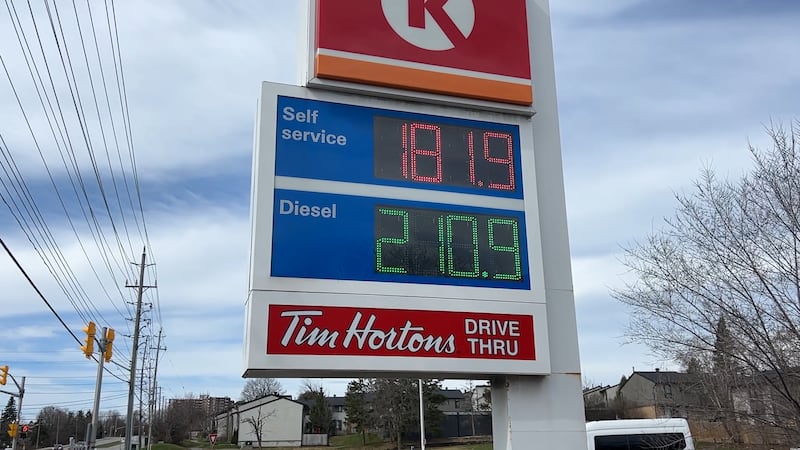 K
Self
service
181.9
Diesel
210.9
Tim Hortons DRIVE
THRU